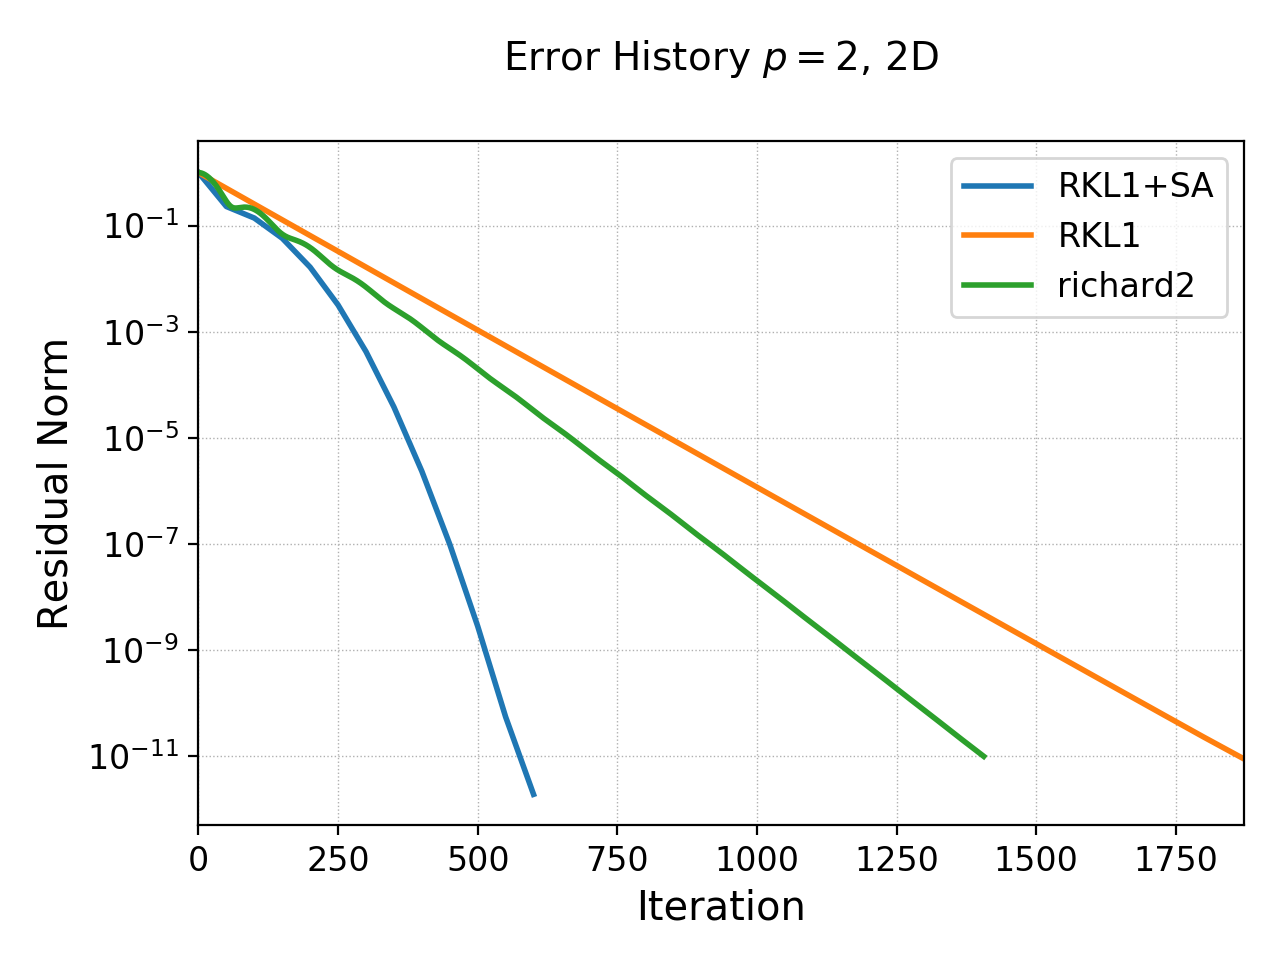 Error History p = 2, 2D
RKL1+SA
RKL1
richard2
10⁻¹
10⁻³
10⁻⁵
10⁻⁷
10⁻⁹
10⁻¹¹
Residual Norm
0 250 500 750 1000 1250 1500 1750
Iteration